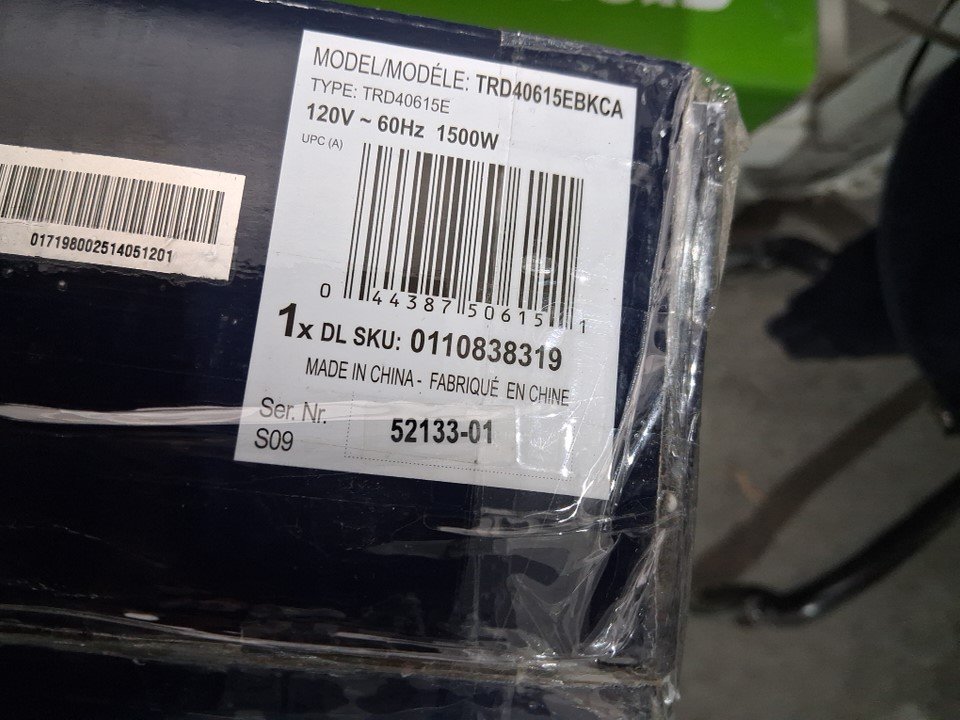 MODEL/MODÉLE: TRD40615EBKCA
TYPE: TRD40615E
120V ~ 60Hz 1500W
UPC (A)
0 44387 50615 1
1x DL SKU: 0110838319
MADE IN CHINA - FABRIQUÉ EN CHINE
Ser. Nr.
S09
52133-01
017198002514051201